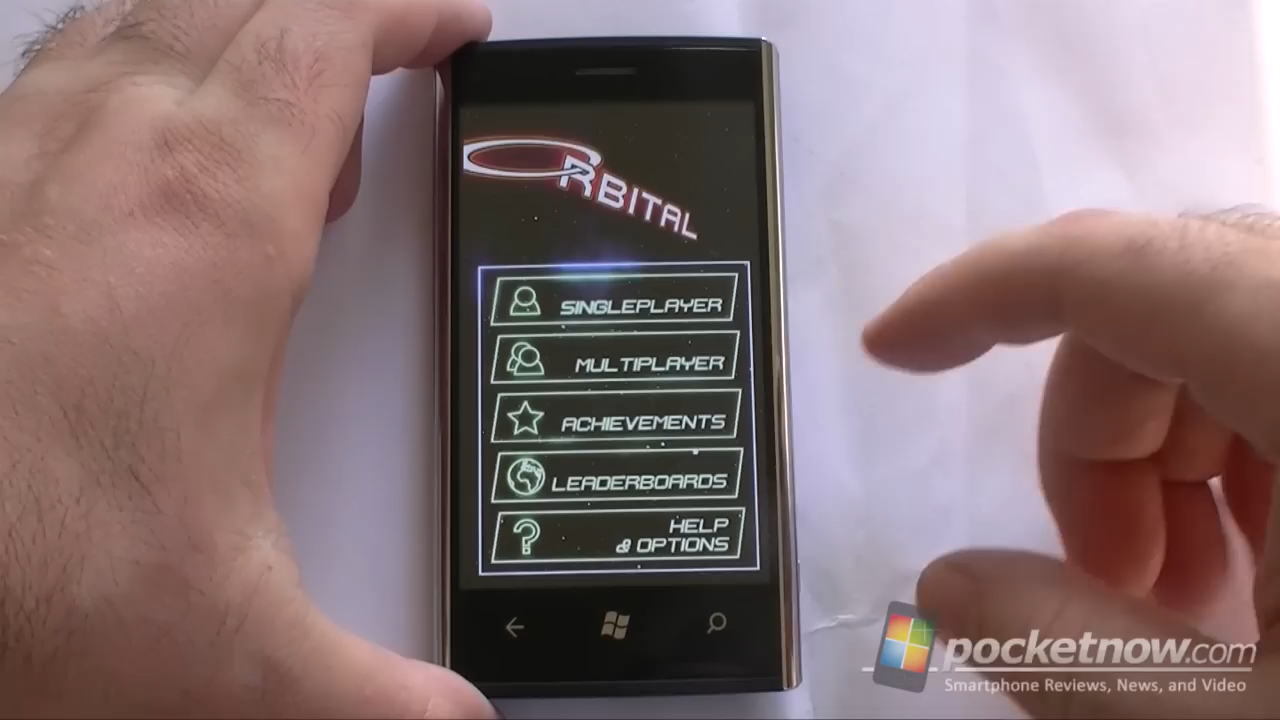 ORBITAL
SINGLEPLAYER
MULTIPLAYER
ACHIEVEMENTS
LEADERBOARDS
HELP
& OPTIONS
pocketnow.com
Smartphone Reviews, News, and Video